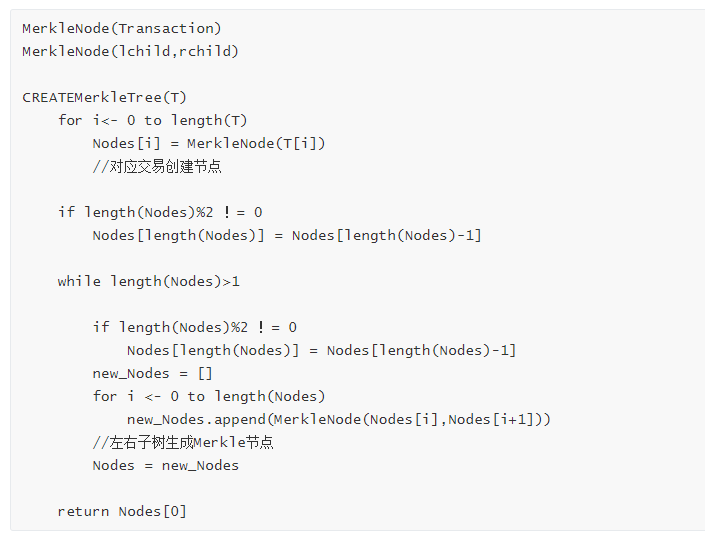 MerkleNode(Transaction)
MerkleNode(lchild,rchild)
CREATEMerkleTree(T)
for i<- 0 to length(T)
Nodes[i] = MerkleNode(T[i])
//对应交易创建节点
if length(Nodes)%2 != 0
Nodes[length(Nodes)] = Nodes[length(Nodes)-1]
while length(Nodes)>1
if length(Nodes)%2 != 0
Nodes[length(Nodes)] = Nodes[length(Nodes)-1]
new_Nodes = []
for i <- 0 to length(Nodes)
new_Nodes.append(MerkleNode(Nodes[i],Nodes[i+1]))
//左右子树生成Merkle节点
Nodes = new_Nodes
return Nodes[0]